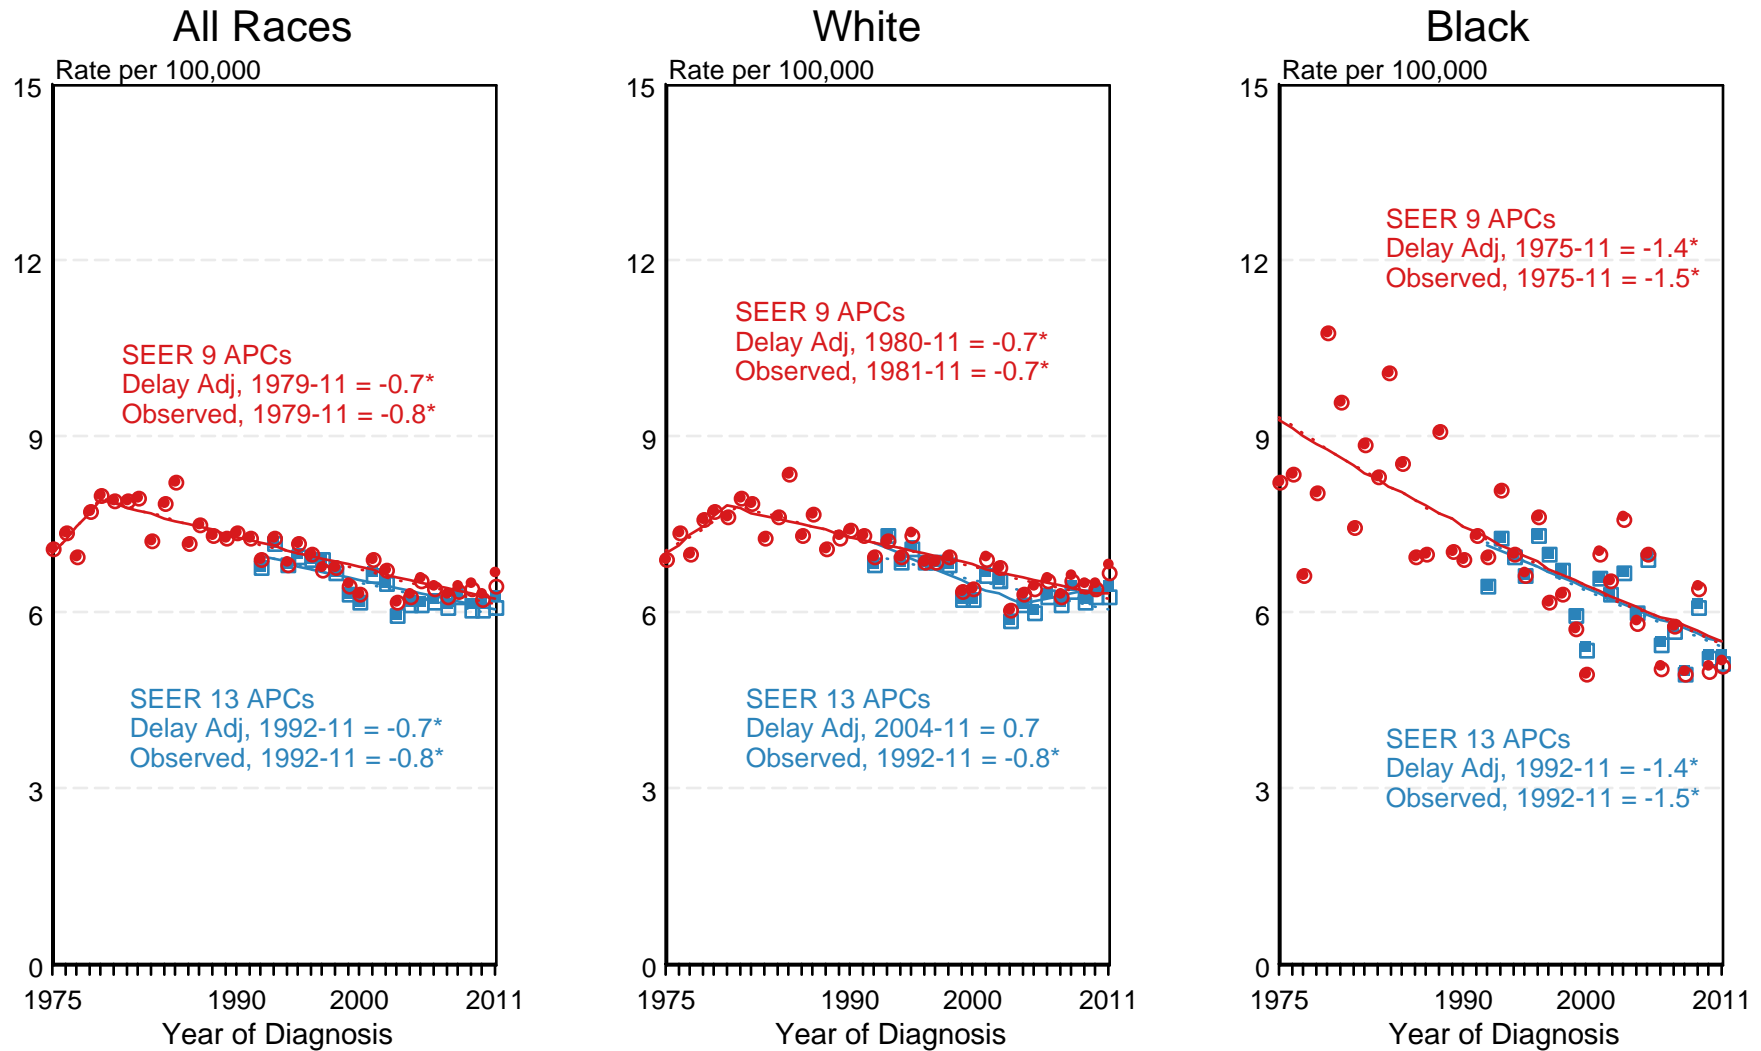 All Races
Rate per 100,000
15
12
9
6
3
0
SEER 9 APCs
Delay Adj, 1979-11 = -0.7*
Observed, 1979-11 = -0.8*
SEER 13 APCs
Delay Adj, 1992-11 = -0.7*
Observed, 1992-11 = -0.8*
1975 1990 2000 2011
Year of Diagnosis
White
Rate per 100,000
15
12
9
6
3
0
SEER 9 APCs
Delay Adj, 1980-11 = -0.7*
Observed, 1981-11 = -0.7*
SEER 13 APCs
Delay Adj, 2004-11 = 0.7
Observed, 1992-11 = -0.8*
1975 1990 2000 2011
Year of Diagnosis
Black
Rate per 100,000
15
12
9
6
3
0
SEER 9 APCs
Delay Adj, 1975-11 = -1.4*
Observed, 1975-11 = -1.5*
SEER 13 APCs
Delay Adj, 1992-11 = -1.4*
Observed, 1992-11 = -1.5*
1975 1990 2000 2011
Year of Diagnosis